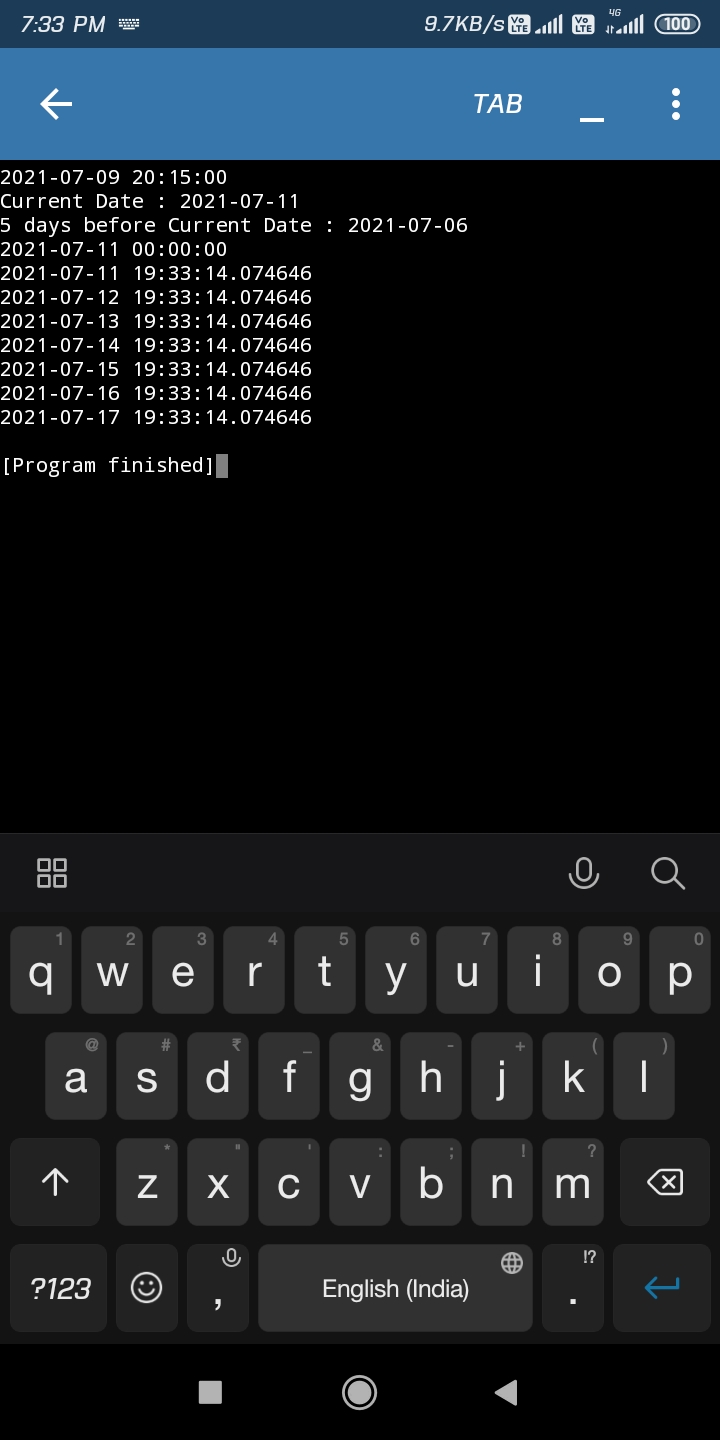 7:33 PM 9.7KB/s Vo LTE Vo LTE 4G 100
TAB _
2021-07-09 20:15:00
Current Date : 2021-07-11
5 days before Current Date : 2021-07-06
2021-07-11 00:00:00
2021-07-11 19:33:14.074646
2021-07-12 19:33:14.074646
2021-07-13 19:33:14.074646
2021-07-14 19:33:14.074646
2021-07-15 19:33:14.074646
2021-07-16 19:33:14.074646
2021-07-17 19:33:14.074646
[Program finished]
1 2 3 4 5 6 7 8 9 0
q w e r t y u i o p
@ # ₹ _ & - + ( )
a s d f g h j k l
* " ' : ; ! ?
z x c v b n m
!?
?123 , English (India) .